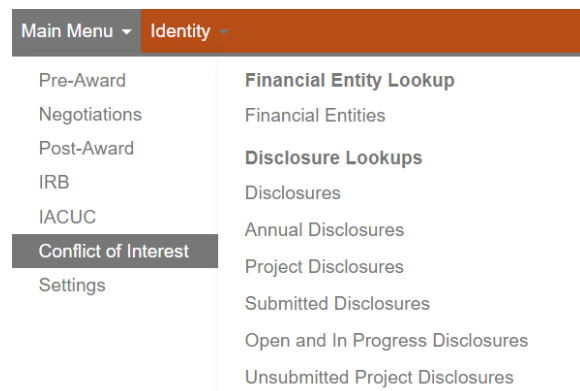 Main Menu Identity
Pre-Award
Negotiations
Post-Award
IRB
IACUC
Conflict of Interest
Settings
Financial Entity Lookup
Financial Entities
Disclosure Lookups
Disclosures
Annual Disclosures
Project Disclosures
Submitted Disclosures
Open and In Progress Disclosures
Unsubmitted Project Disclosures